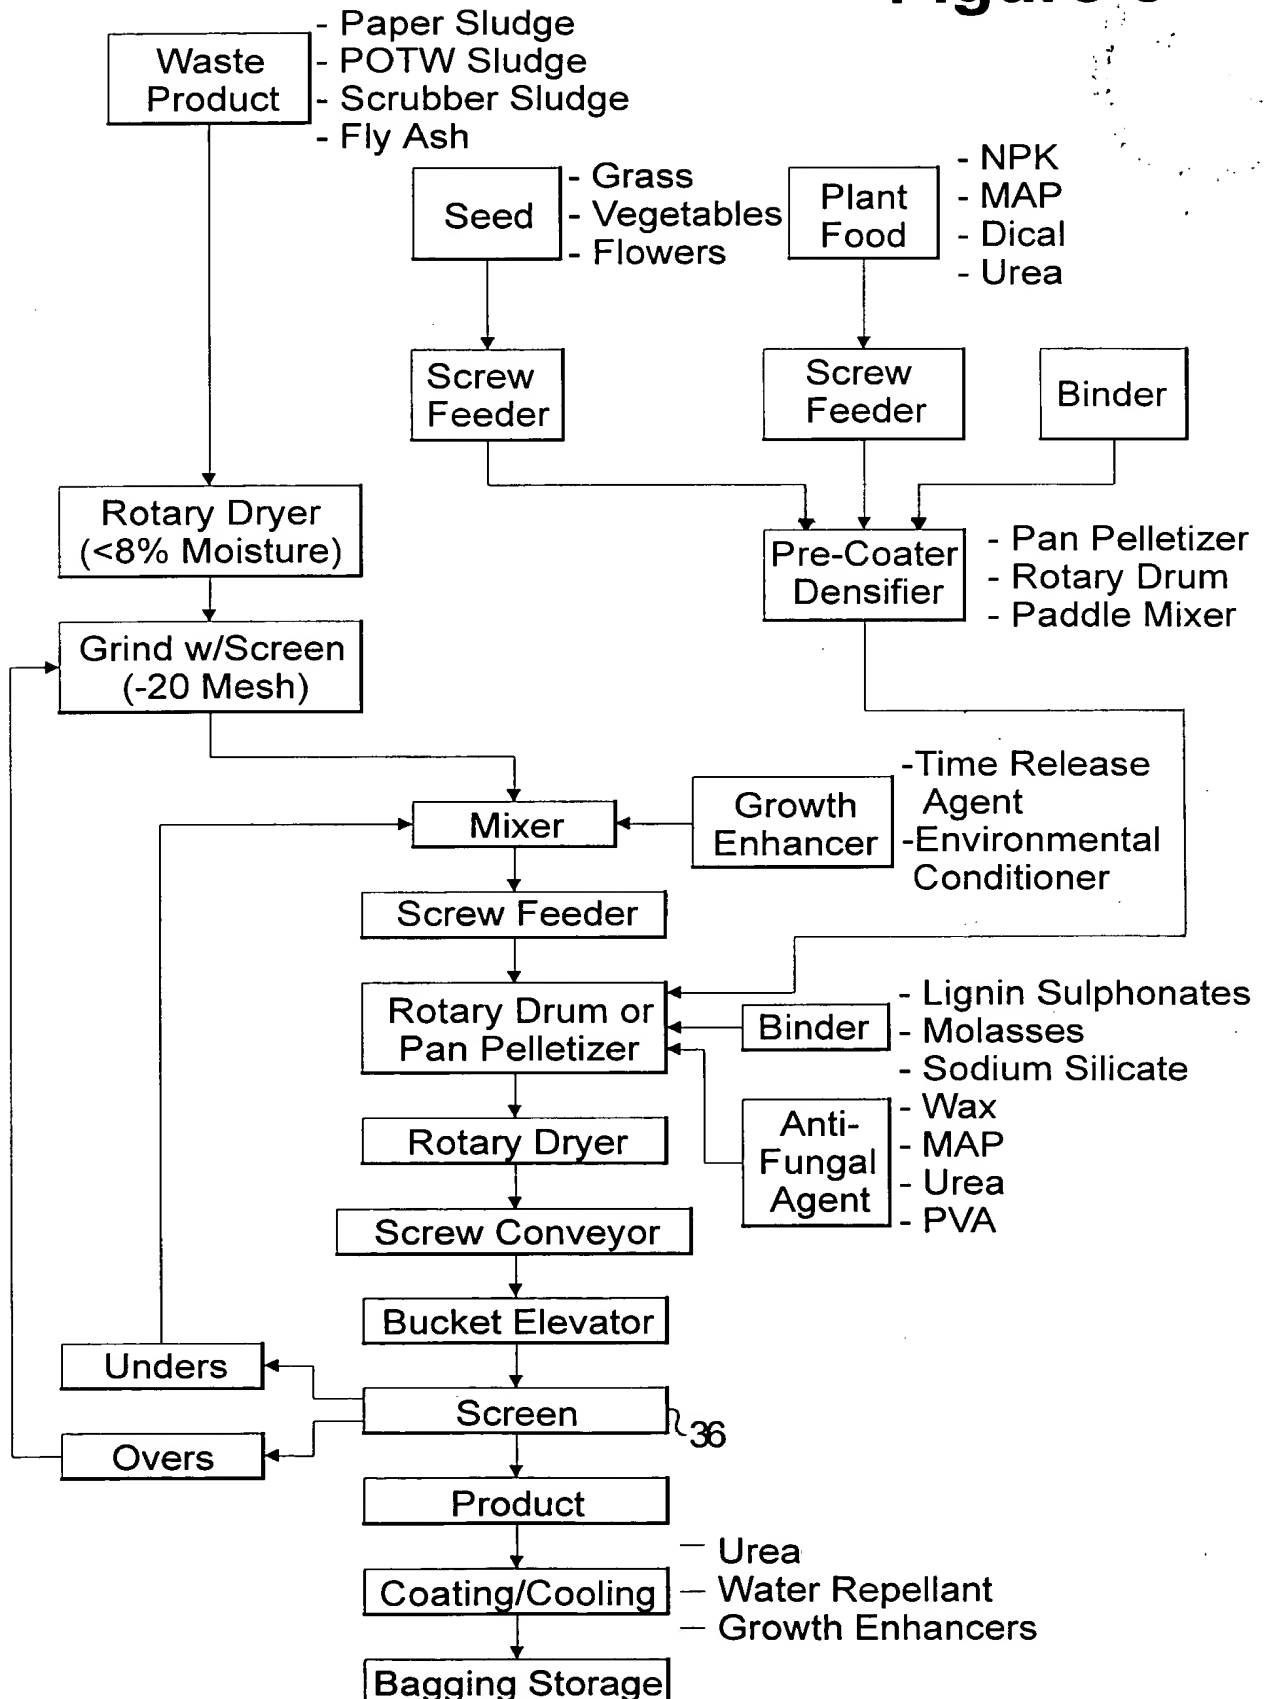 Waste
Product
- Paper Sludge
- POTW Sludge
- Scrubber Sludge
- Fly Ash
Seed
- Grass
- Vegetables
- Flowers
Plant
Food
- NPK
- MAP
- Dical
- Urea
Screw
Feeder
Screw
Feeder
Binder
Rotary Dryer
(<8% Moisture)
Pre-Coater
Densifier
- Pan Pelletizer
- Rotary Drum
- Paddle Mixer
Grind w/Screen
(-20 Mesh)
Mixer
Growth
Enhancer
-Time Release
Agent
-Environmental
Conditioner
Screw Feeder
Rotary Drum or
Pan Pelletizer
Binder
- Lignin Sulphonates
- Molasses
- Sodium Silicate
- Wax
- MAP
- Urea
- PVA
Anti-
Fungal
Agent
Rotary Dryer
Screw Conveyor
Bucket Elevator
Unders
Screen
36
Overs
Product
Coating/Cooling
— Urea
— Water Repellant
— Growth Enhancers
Bagging Storage